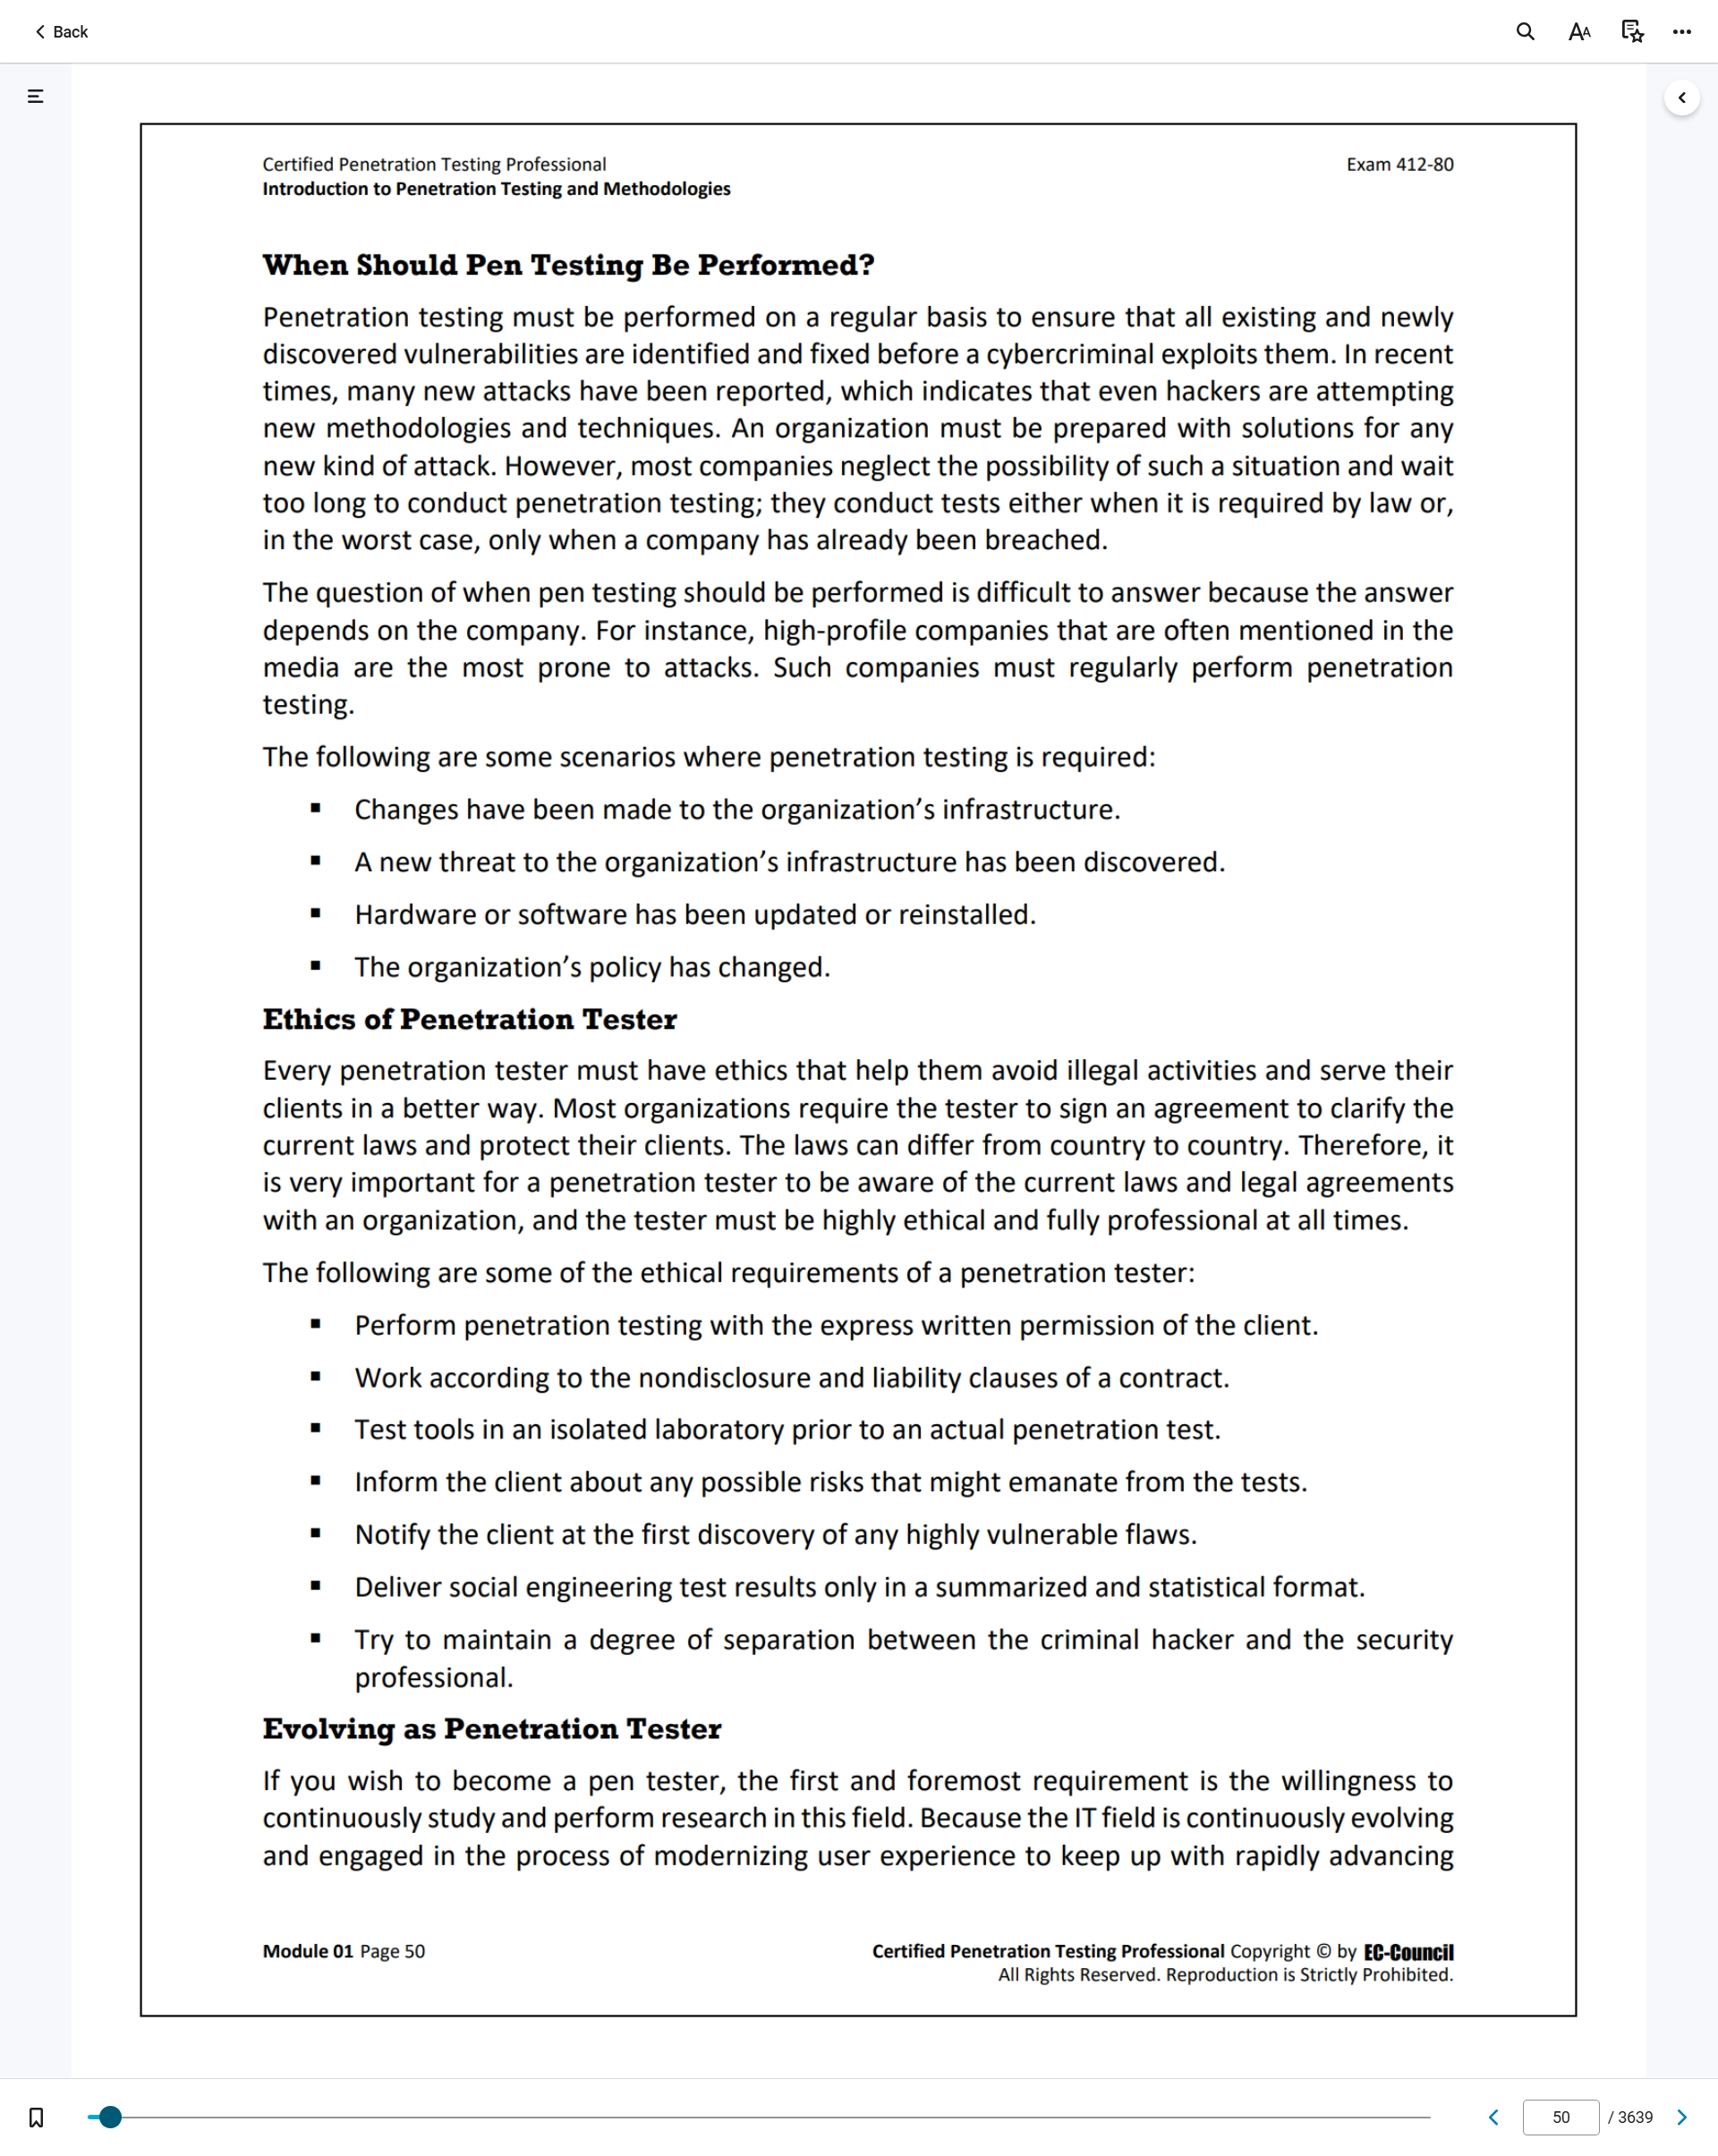 Back
Certified Penetration Testing Professional
Exam 412-80
Introduction to Penetration Testing and Methodologies
When Should Pen Testing Be Performed?
Penetration testing must be performed on a regular basis to ensure that all existing and newly
discovered vulnerabilities are identified and fixed before a cybercriminal exploits them. In recent
times, many new attacks have been reported, which indicates that even hackers are attempting
new methodologies and techniques. An organization must be prepared with solutions for any
new kind of attack. However, most companies neglect the possibility of such a situation and wait
too long to conduct penetration testing; they conduct tests either when it is required by law or,
in the worst case, only when a company has already been breached.
The question of when pen testing should be performed is difficult to answer because the answer
depends on the company. For instance, high-profile companies that are often mentioned in the
media are the most prone to attacks. Such companies must regularly perform penetration
testing.
The following are some scenarios where penetration testing is required:
▪ Changes have been made to the organization’s infrastructure.
▪ A new threat to the organization’s infrastructure has been discovered.
▪ Hardware or software has been updated or reinstalled.
▪ The organization’s policy has changed.
Ethics of Penetration Tester
Every penetration tester must have ethics that help them avoid illegal activities and serve their
clients in a better way. Most organizations require the tester to sign an agreement to clarify the
current laws and protect their clients. The laws can differ from country to country. Therefore, it
is very important for a penetration tester to be aware of the current laws and legal agreements
with an organization, and the tester must be highly ethical and fully professional at all times.
The following are some of the ethical requirements of a penetration tester:
▪ Perform penetration testing with the express written permission of the client.
▪ Work according to the nondisclosure and liability clauses of a contract.
▪ Test tools in an isolated laboratory prior to an actual penetration test.
▪ Inform the client about any possible risks that might emanate from the tests.
▪ Notify the client at the first discovery of any highly vulnerable flaws.
▪ Deliver social engineering test results only in a summarized and statistical format.
▪ Try to maintain a degree of separation between the criminal hacker and the security
professional.
Evolving as Penetration Tester
If you wish to become a pen tester, the first and foremost requirement is the willingness to
continuously study and perform research in this field. Because the IT field is continuously evolving
and engaged in the process of modernizing user experience to keep up with rapidly advancing
Module 01 Page 50
Certified Penetration Testing Professional Copyright © by EC-Council
All Rights Reserved. Reproduction is Strictly Prohibited.
50 / 3639